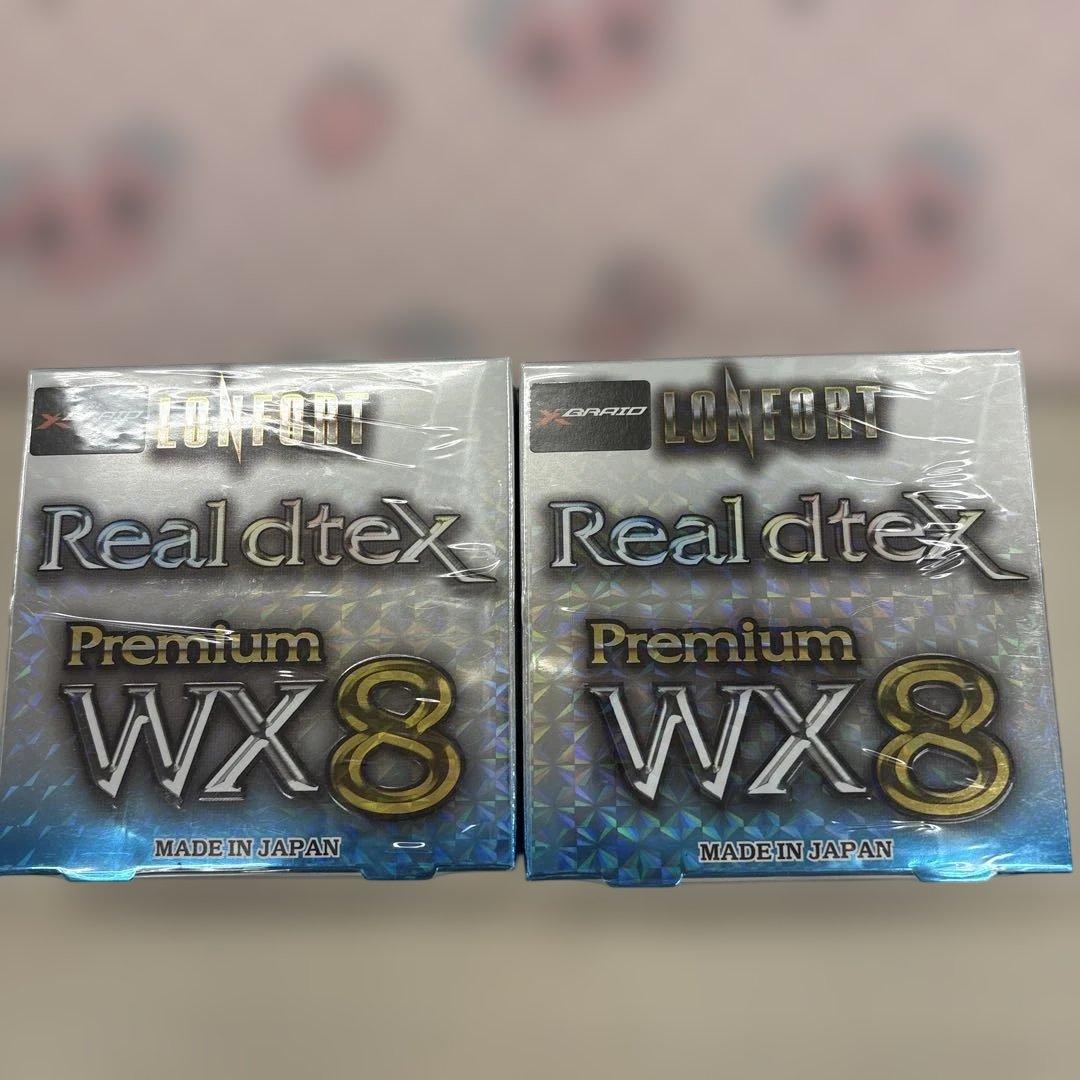 X-BRAID LONFORT
Real dtex
Premium
WX8
MADE IN JAPAN
X-BRAID LONFORT
Real dtex
Premium
WX8
MADE IN JAPAN